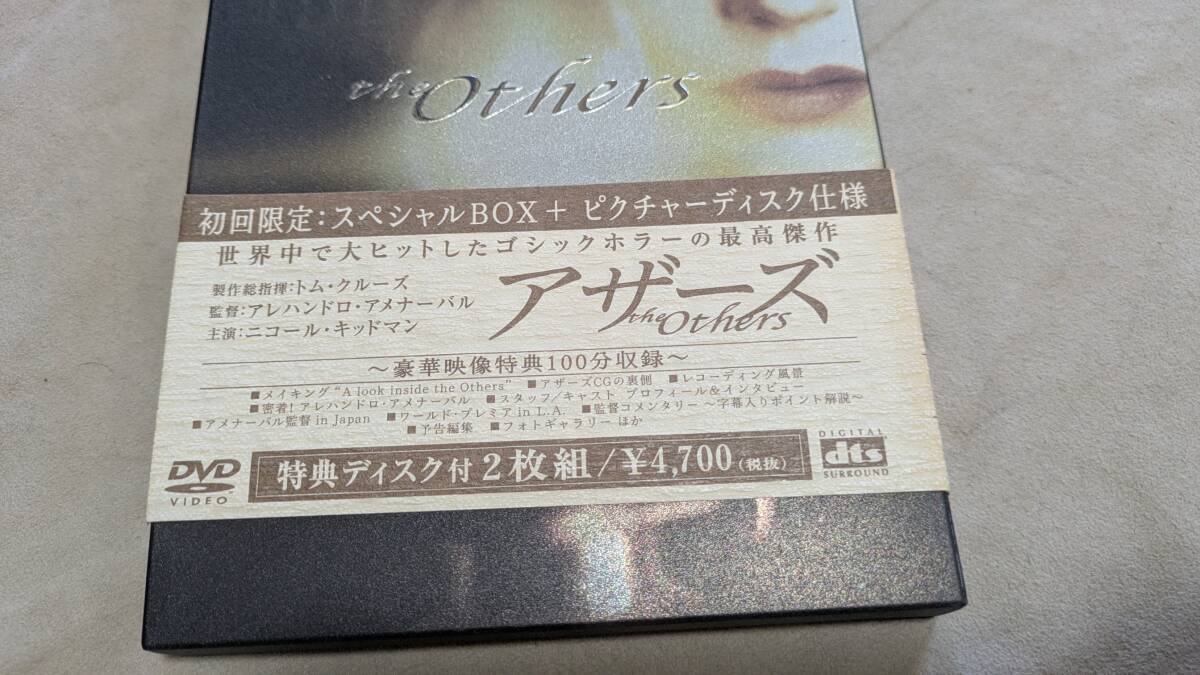 the Others
初回限定:スペシャルBOX + ピクチャーディスク仕様
世界中で大ヒットしたゴシックホラーの最高傑作
製作総指揮:トム・クルーズ
監督:アレハンドロ・アメナーバル
主演:ニコール・キッドマン
アザーズ
the Others
～豪華映像特典100分収録～
■メイキング“A look inside the Others” ■アザーズCGの裏側 ■レコーディング風景
■密着!アレハンドロ・アメナーバル ■スタッフ/キャスト プロフィール&インタビュー
■アメナーバル監督 in Japan ■ワールド・プレミア in L.A. ■監督コメンタリー ～字幕入りポイント解説～
■予告編集 ■フォトギャラリー ほか
DVD
VIDEO
特典ディスク付2枚組/¥4,700(税抜)
DIGITAL
dts
SURROUND